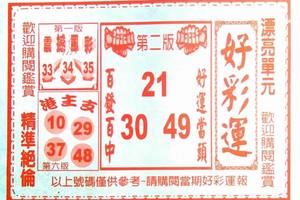 漂亮單元
歡迎購閱鑑賞
好彩運
第二版
好運當頭
21
30 49
百發百中
第一版
33 34 35
港主支
10 29
37 48
第六版
歡迎購閱鑑賞
精準絕倫
以上號碼僅供參考-請購閱當期好彩運報